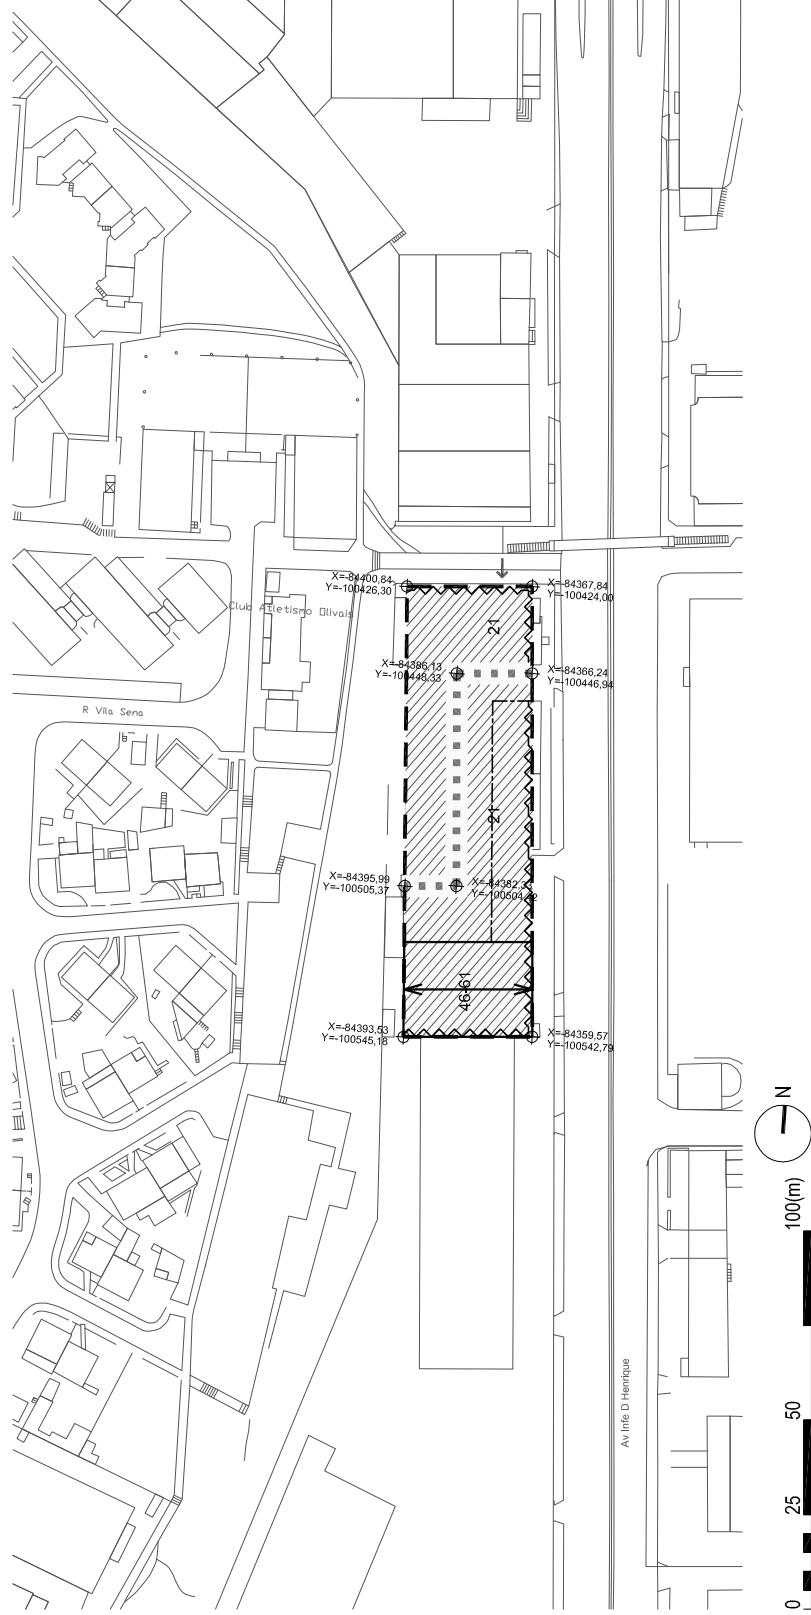 X=-84400,84
Y=-100426,30
X=-84367,84
Y=-100424,00
Club Atletismo Olivais
21
X=-84386,13
Y=-100448,33
X=-84366,24
Y=-100446,94
R Vila Sena
21
X=-84395,99
Y=-100505,37
46-61
X=-84393,53
Y=-100545,18
X=-84359,57
Y=-100542,79
N
100(m)
Av Infe D Henrique
50
25
0